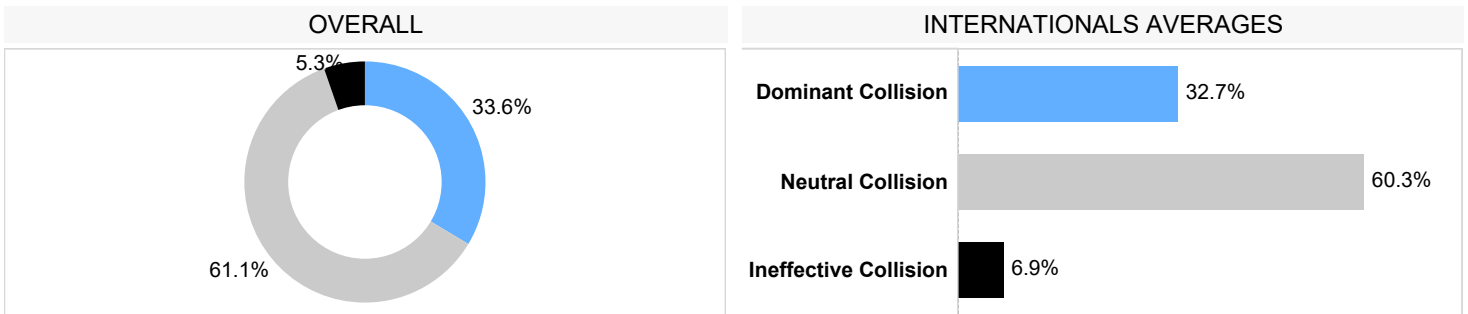 OVERALL
5.3%
33.6%
61.1%
INTERNATIONALS AVERAGES
Dominant Collision 32.7%
Neutral Collision 60.3%
Ineffective Collision 6.9%